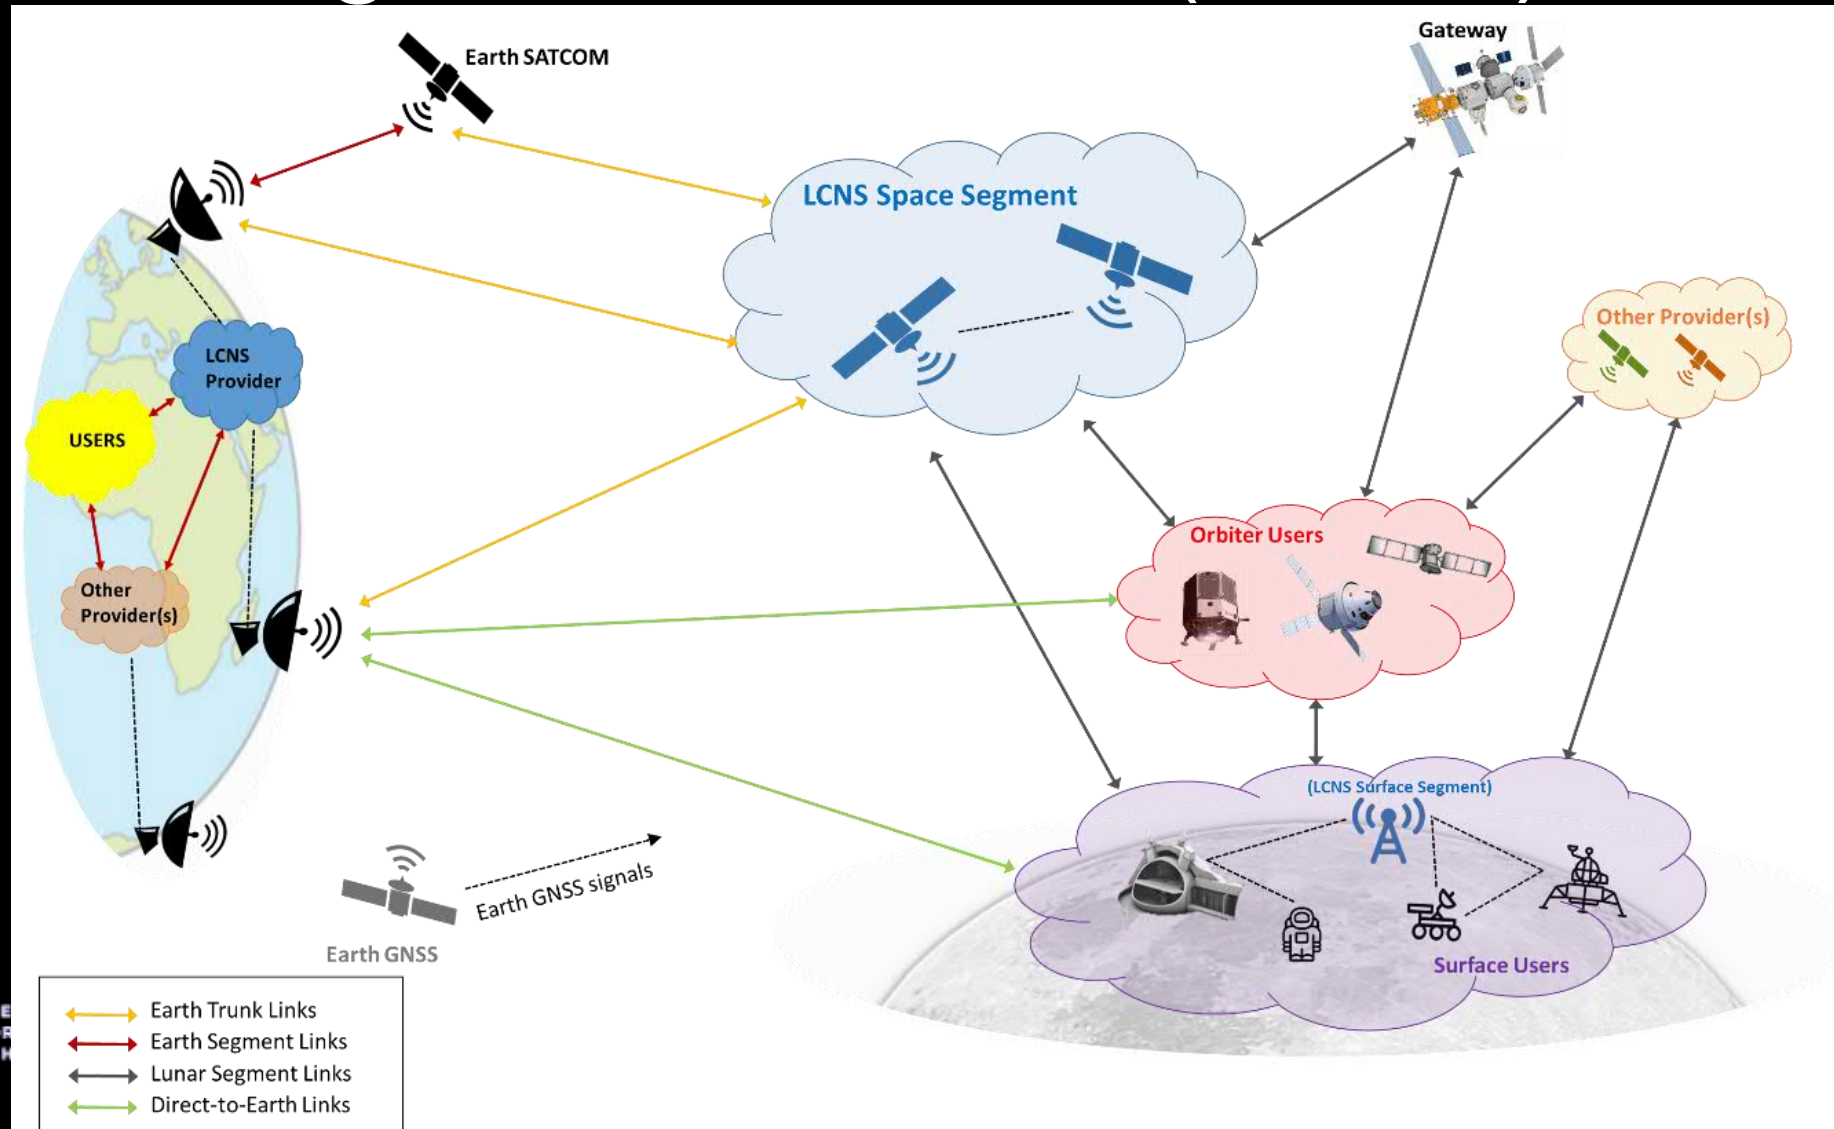 Earth SATCOM
Gateway
LCNS Space Segment
Other Provider(s)
LCNS
Provider
USERS
Orbiter Users
Other
Provider(s)
(LCNS Surface Segment)
Earth GNSS signals
Earth GNSS
Surface Users
Earth Trunk Links
Earth Segment Links
Lunar Segment Links
Direct-to-Earth Links